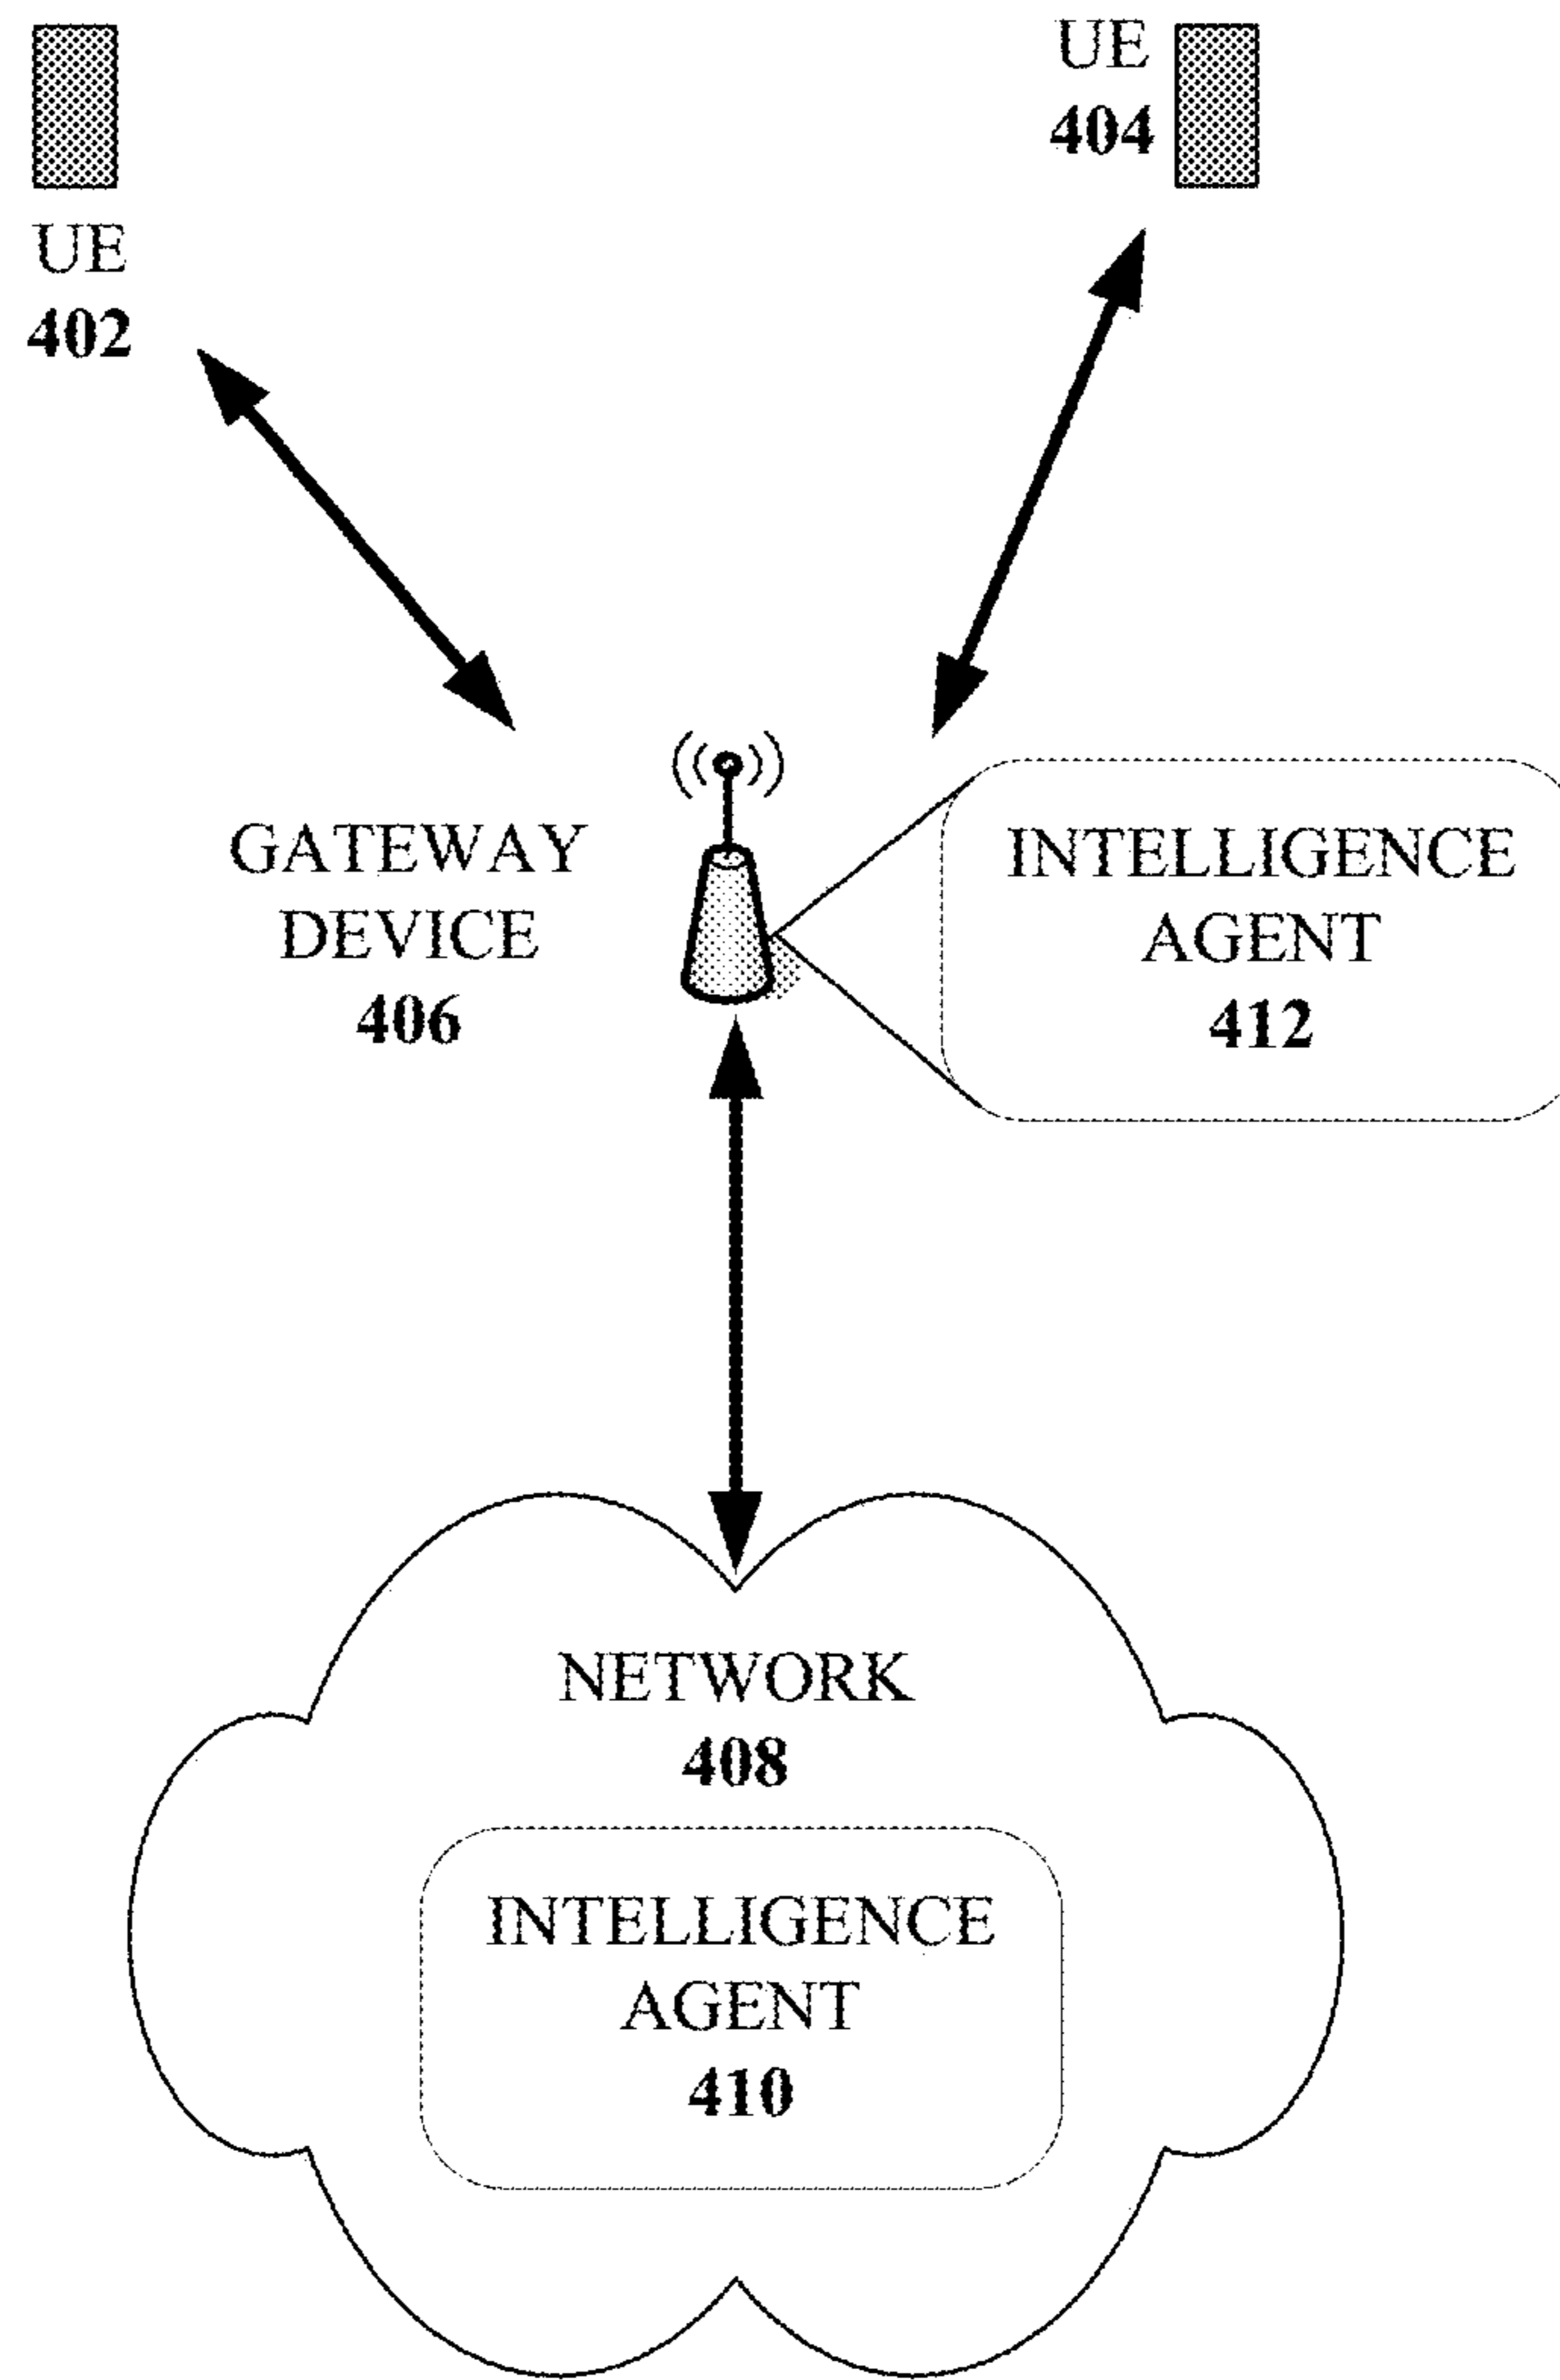 UE
402
UE
404
GATEWAY
DEVICE
406
INTELLIGENCE
AGENT
412
NETWORK
408
INTELLIGENCE
AGENT
410